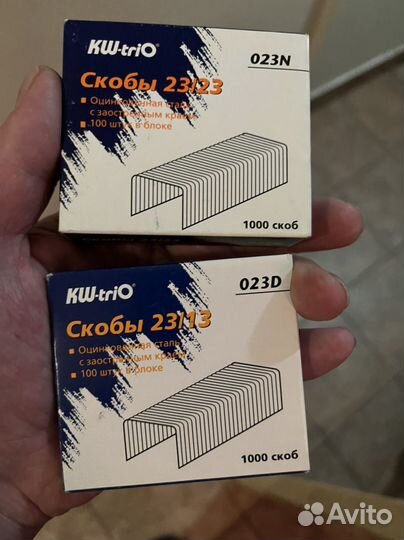 KW-triO
023N
Скобы 23/23
Оцинкованная сталь
с заостренным краем
100 штук в блоке
1000 скоб
KW-triO
023D
Скобы 23/13
Оцинкованная сталь
с заостренным краем
100 штук в блоке
1000 скоб
Avito